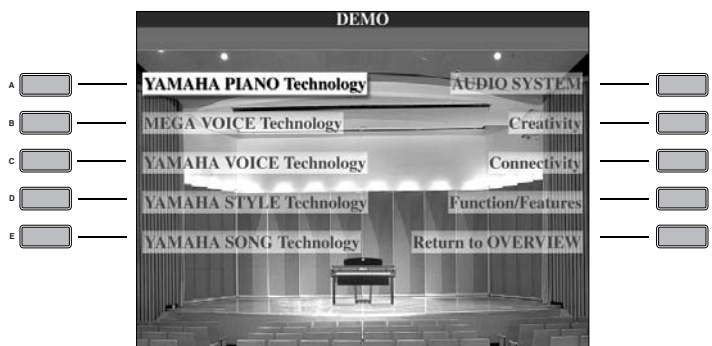 DEMO
A YAMAHA PIANO Technology AUDIO SYSTEM
B MEGA VOICE Technology Creativity
C YAMAHA VOICE Technology Connectivity
D YAMAHA STYLE Technology Function/Features
E YAMAHA SONG Technology Return to OVERVIEW